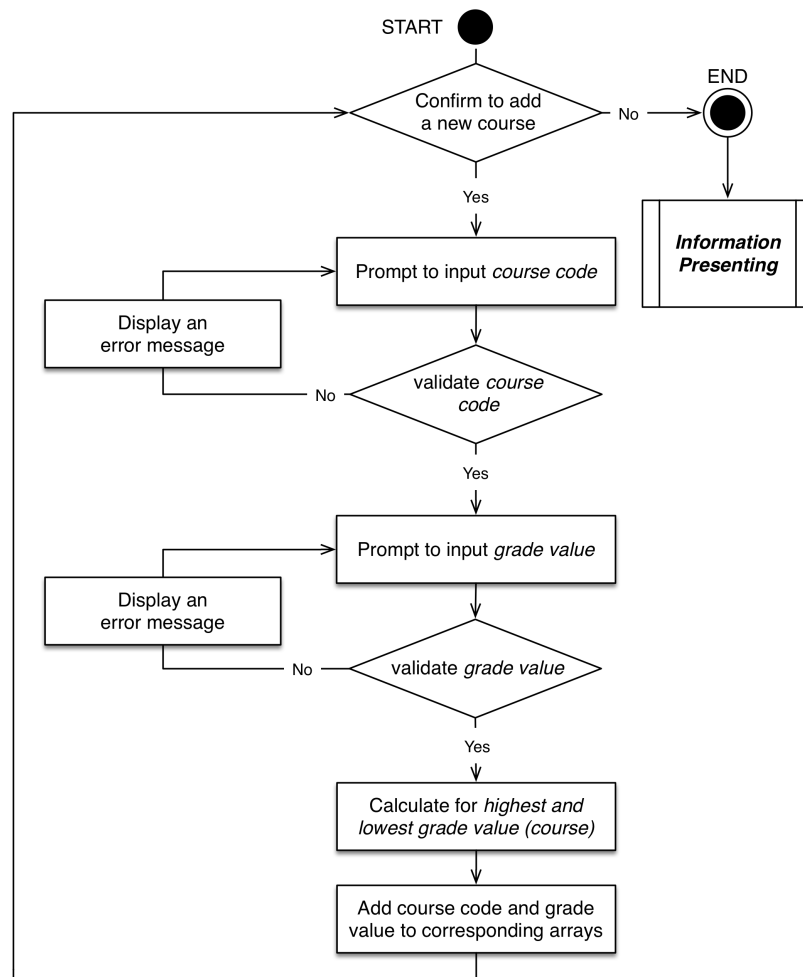 START
END
Confirm to add
a new course
No
Yes
Information
Presenting
Prompt to input course code
Display an
error message
validate course
code
No
Yes
Prompt to input grade value
Display an
error message
validate grade value
No
Yes
Calculate for highest and
lowest grade value (course)
Add course code and grade
value to corresponding arrays